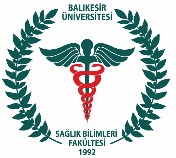 BALIKESİR
ÜNİVERSİTESİ
SAĞLIK BİLİMLERİ
FAKÜLTESİ
1992